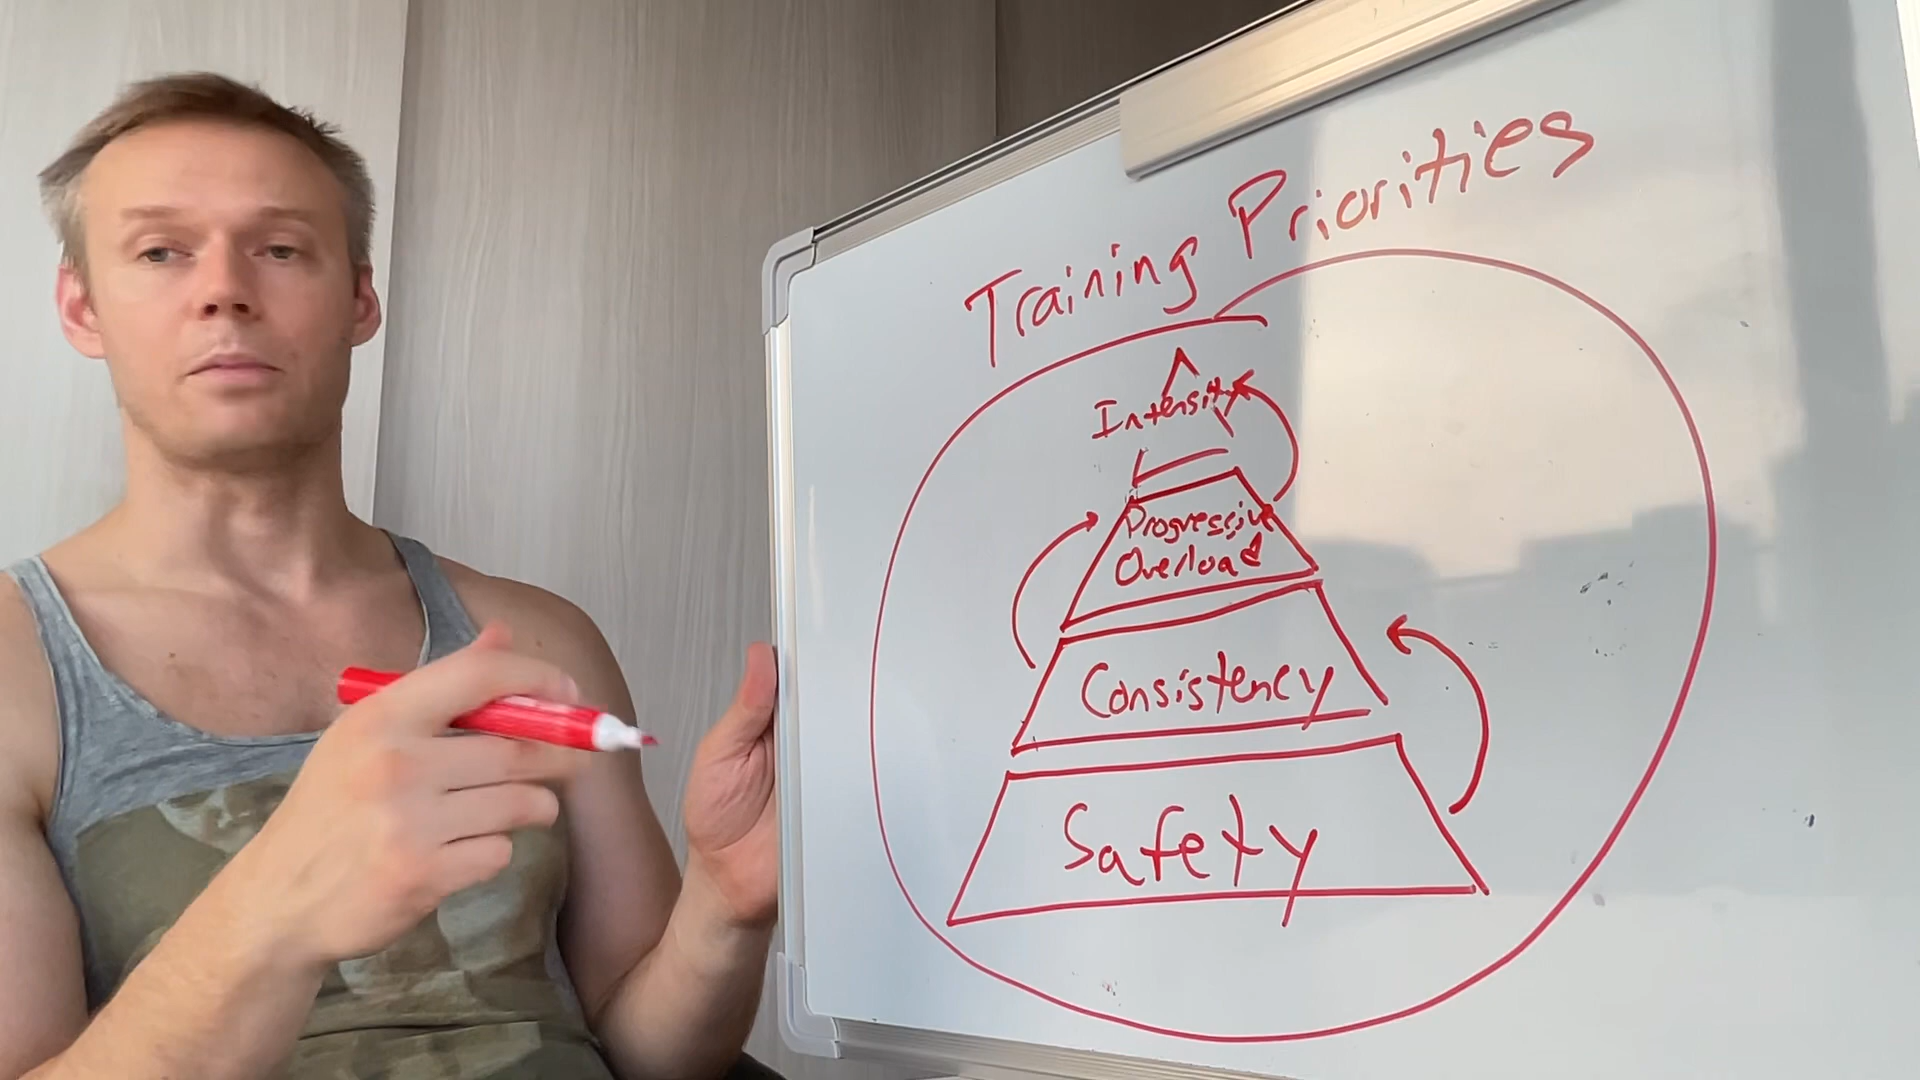 Training Priorities
Intensity
Progressive
Overload
Consistency
Safety